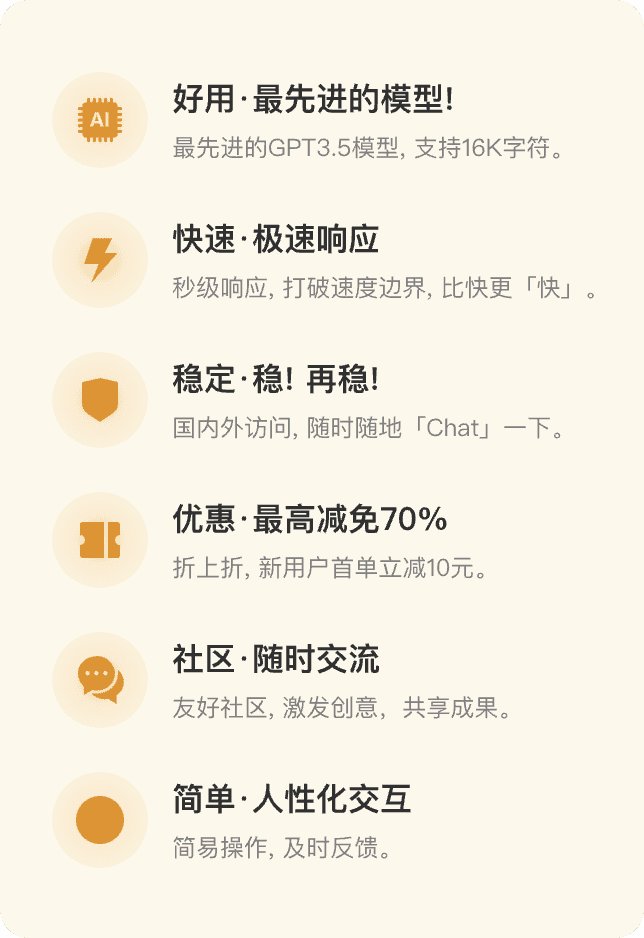 AI
好用·最先进的模型!
最先进的GPT3.5模型, 支持16K字符。
快速·极速响应
秒级响应, 打破速度边界, 比快更「快」。
稳定·稳! 再稳!
国内外访问, 随时随地「Chat」一下。
优惠·最高减免70%
折上折, 新用户首单立减10元。
社区·随时交流
友好社区, 激发创意，共享成果。
简单·人性化交互
简易操作, 及时反馈。